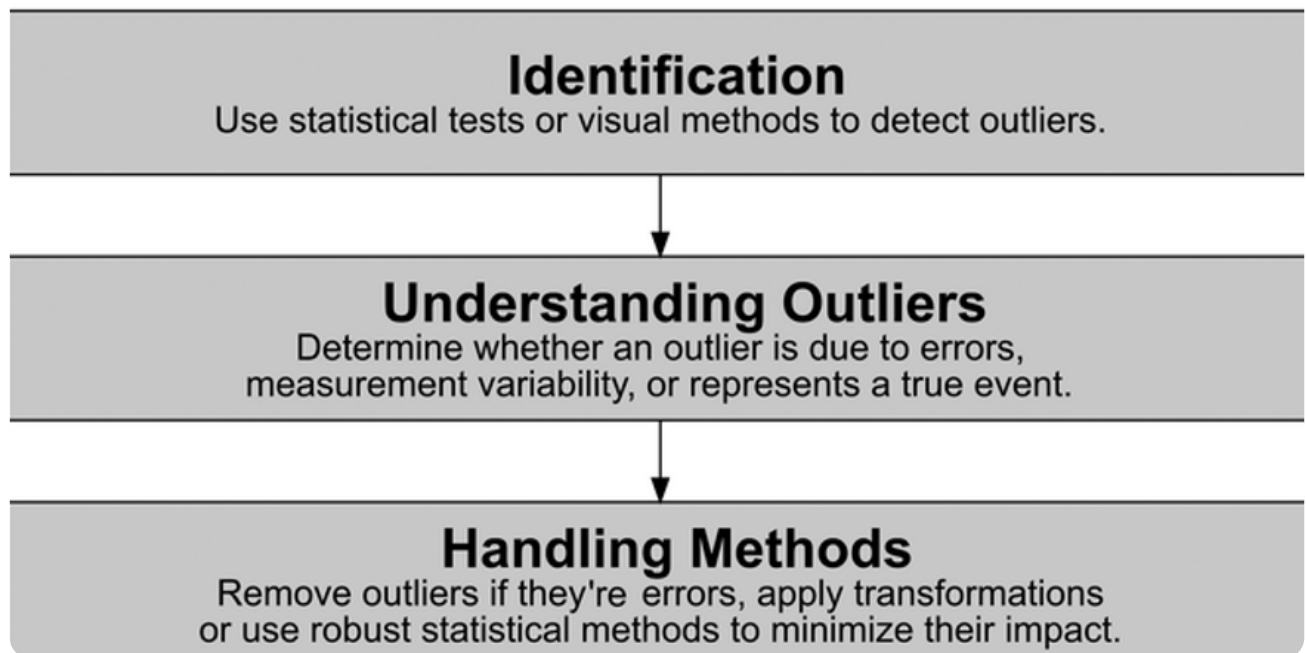 Identification
Use statistical tests or visual methods to detect outliers.
Understanding Outliers
Determine whether an outlier is due to errors,
measurement variability, or represents a true event.
Handling Methods
Remove outliers if they're errors, apply transformations
or use robust statistical methods to minimize their impact.